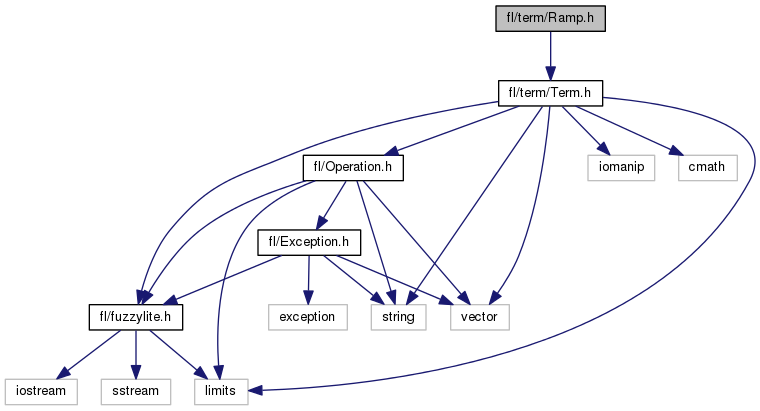 fl/term/Ramp.h
fl/term/Term.h
fl/Operation.h
iomanip
cmath
fl/Exception.h
fl/fuzzylite.h
exception
string
vector
iostream
sstream
limits